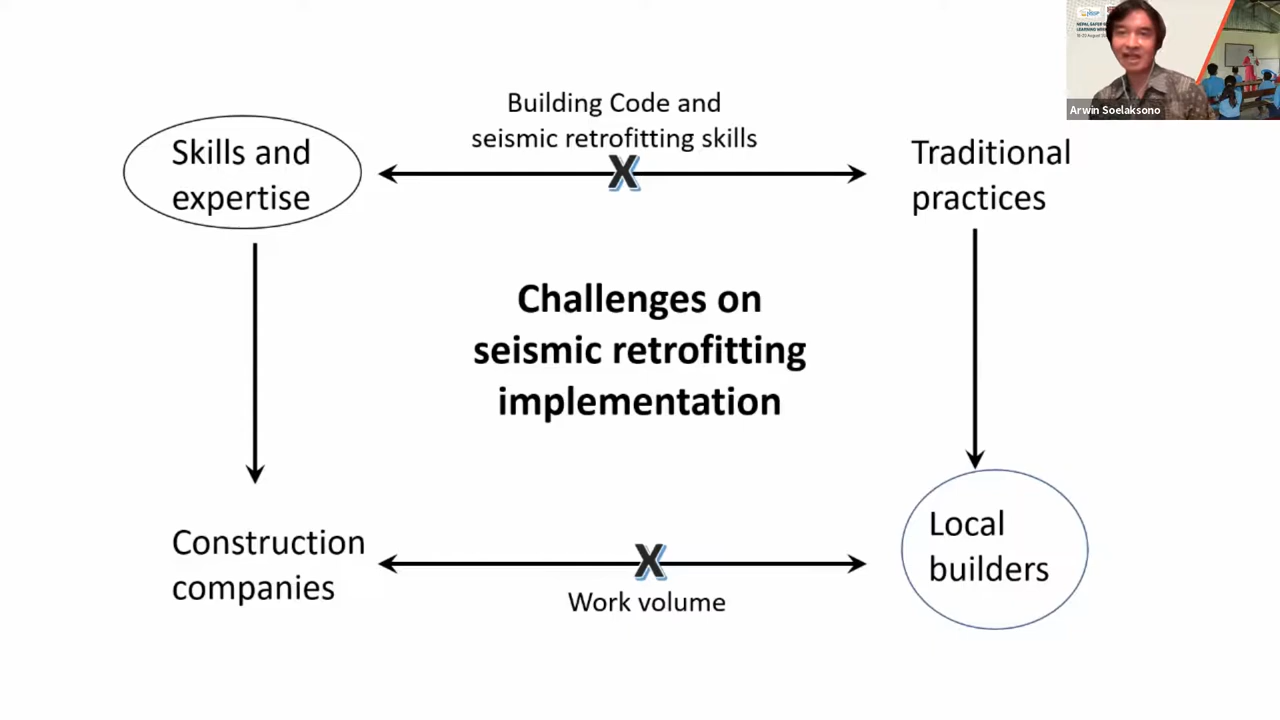 Building Code and
seismic retrofitting skills
Skills and
expertise
X
Traditional
practices
Challenges on
seismic retrofitting
implementation
Construction
companies
X
Work volume
Local
builders
Arwin Soelaksono